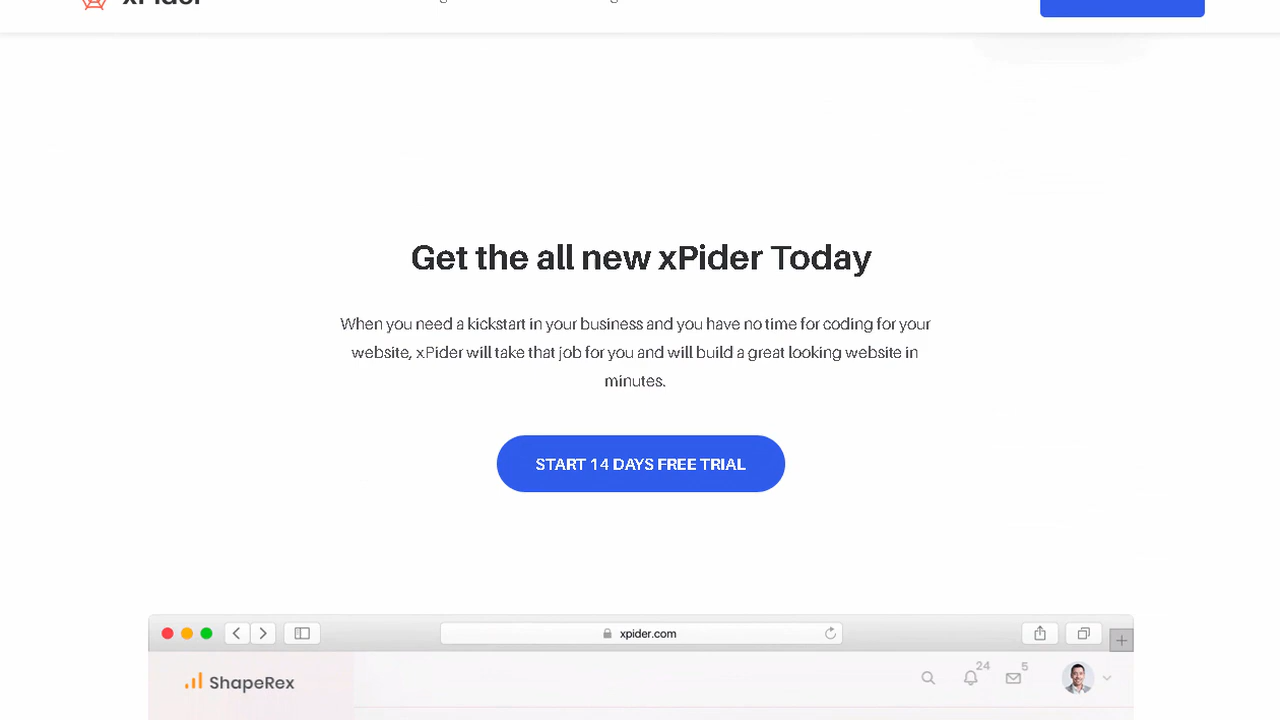 xPider
Get the all new xPider Today
When you need a kickstart in your business and you have no time for coding for your
website, xPider will take that job for you and will build a great looking website in
minutes.
START 14 DAYS FREE TRIAL
xpider.com
ShapeRex
24
5